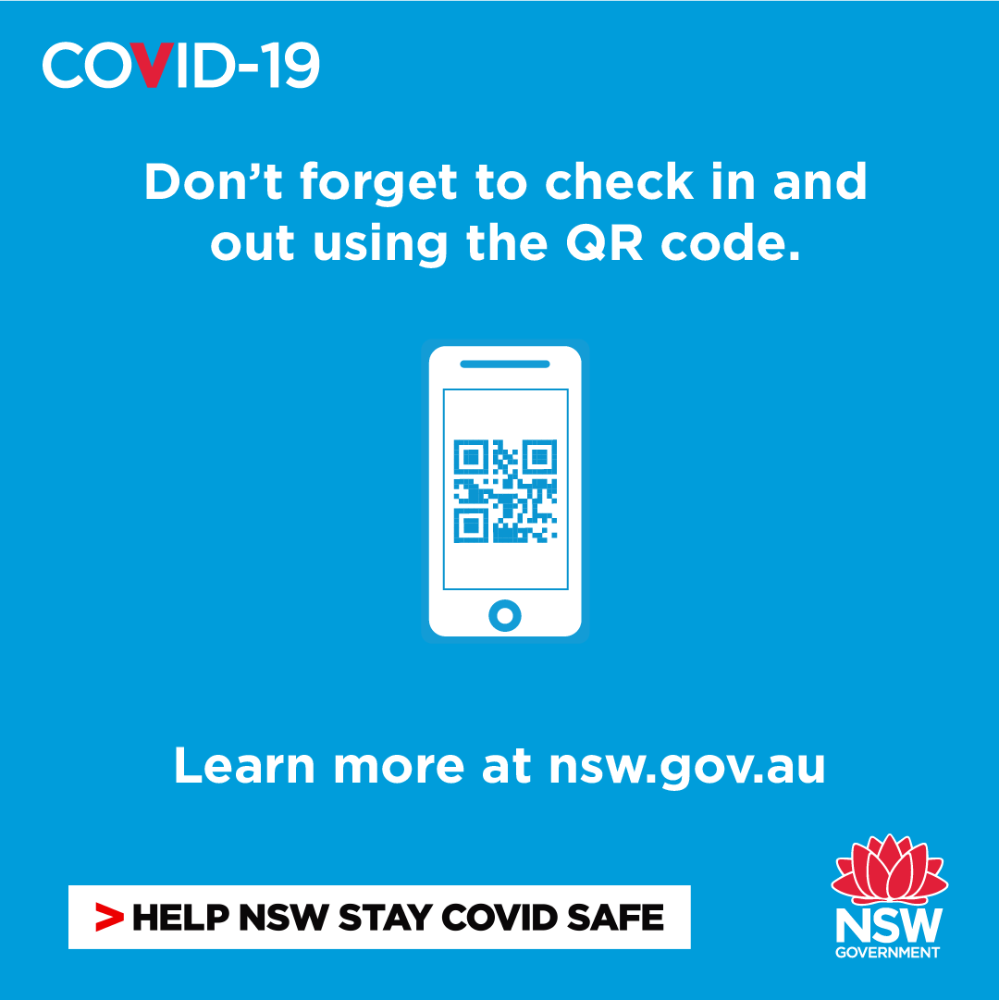 COVID-19
Don’t forget to check in and
out using the QR code.
Learn more at nsw.gov.au
> HELP NSW STAY COVID SAFE
NSW
GOVERNMENT